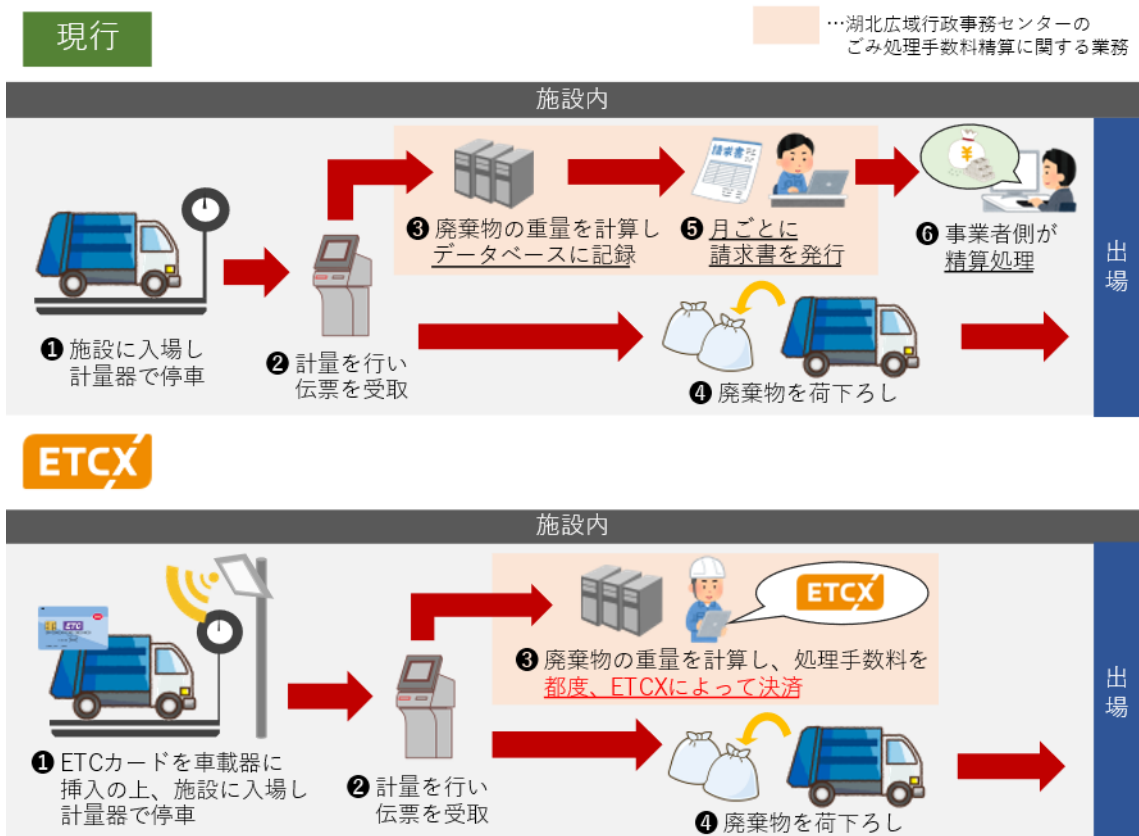 現行
…湖北広域行政事務センターの
ごみ処理手数料精算に関する業務
施設内
❶ 施設に入場し
計量器で停車
❷ 計量を行い
伝票を受取
❸ 廃棄物の重量を計算し
データベースに記録
請求書
❺ 月ごとに
請求書を発行
¥
❻ 事業者側が
精算処理
❹ 廃棄物を荷下ろし
出場
ETCX
施設内
ETC
❶ ETCカードを車載器に
挿入の上、施設に入場し
計量器で停車
❷ 計量を行い
伝票を受取
ETCX
❸ 廃棄物の重量を計算し、処理手数料を
都度、ETCXによって決済
❹ 廃棄物を荷下ろし
出場